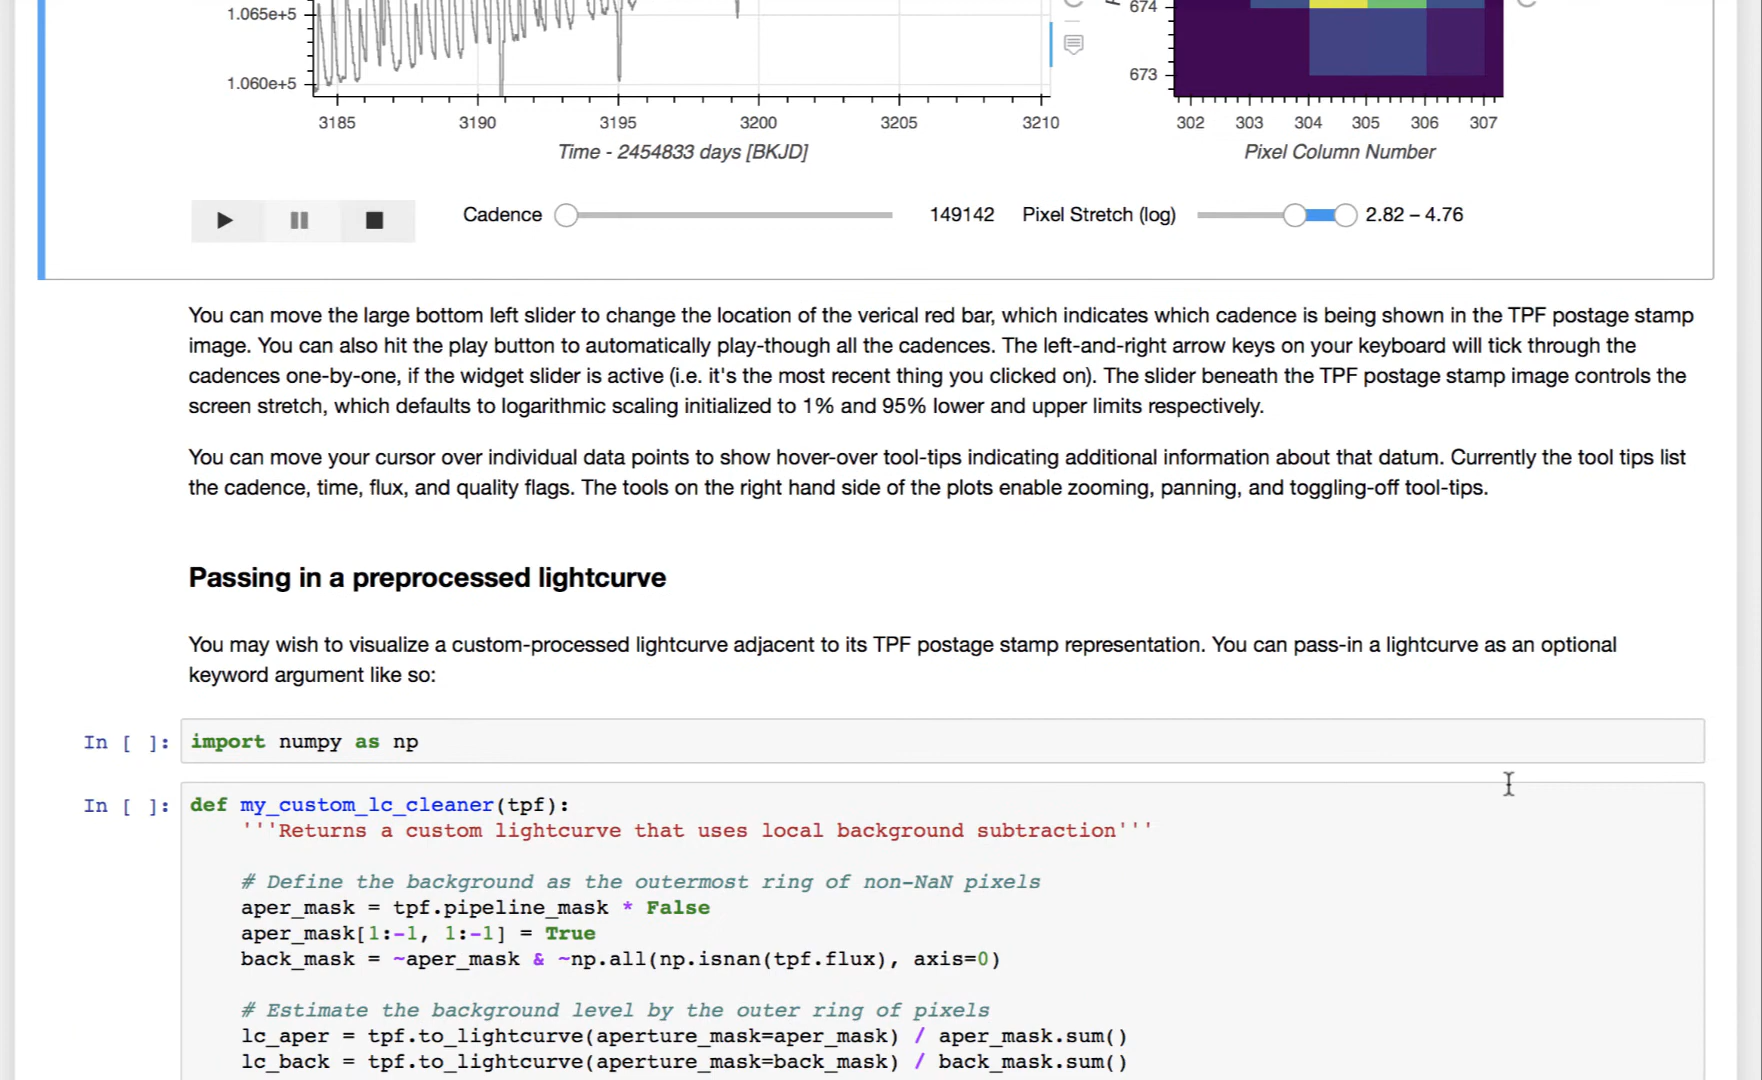 1.065e+5
1.060e+5
3185 3190 3195 3200 3205 3210
Time - 2454833 days [BKJD]
674
673
302 303 304 305 306 307
Pixel Column Number
Cadence 149142 Pixel Stretch (log) 2.82 – 4.76
You can move the large bottom left slider to change the location of the verical red bar, which indicates which cadence is being shown in the TPF postage stamp
image. You can also hit the play button to automatically play-though all the cadences. The left-and-right arrow keys on your keyboard will tick through the
cadences one-by-one, if the widget slider is active (i.e. it's the most recent thing you clicked on). The slider beneath the TPF postage stamp image controls the
screen stretch, which defaults to logarithmic scaling initialized to 1% and 95% lower and upper limits respectively.
You can move your cursor over individual data points to show hover-over tool-tips indicating additional information about that datum. Currently the tool tips list
the cadence, time, flux, and quality flags. The tools on the right hand side of the plots enable zooming, panning, and toggling-off tool-tips.
Passing in a preprocessed lightcurve
You may wish to visualize a custom-processed lightcurve adjacent to its TPF postage stamp representation. You can pass-in a lightcurve as an optional
keyword argument like so:
In [ ]: import numpy as np
In [ ]: def my_custom_lc_cleaner(tpf):
'''Returns a custom lightcurve that uses local background subtraction'''
# Define the background as the outermost ring of non-NaN pixels
aper_mask = tpf.pipeline_mask * False
aper_mask[1:-1, 1:-1] = True
back_mask = ~aper_mask & ~np.all(np.isnan(tpf.flux), axis=0)
# Estimate the background level by the outer ring of pixels
lc_aper = tpf.to_lightcurve(aperture_mask=aper_mask) / aper_mask.sum()
lc_back = tpf.to_lightcurve(aperture_mask=back_mask) / back_mask.sum()